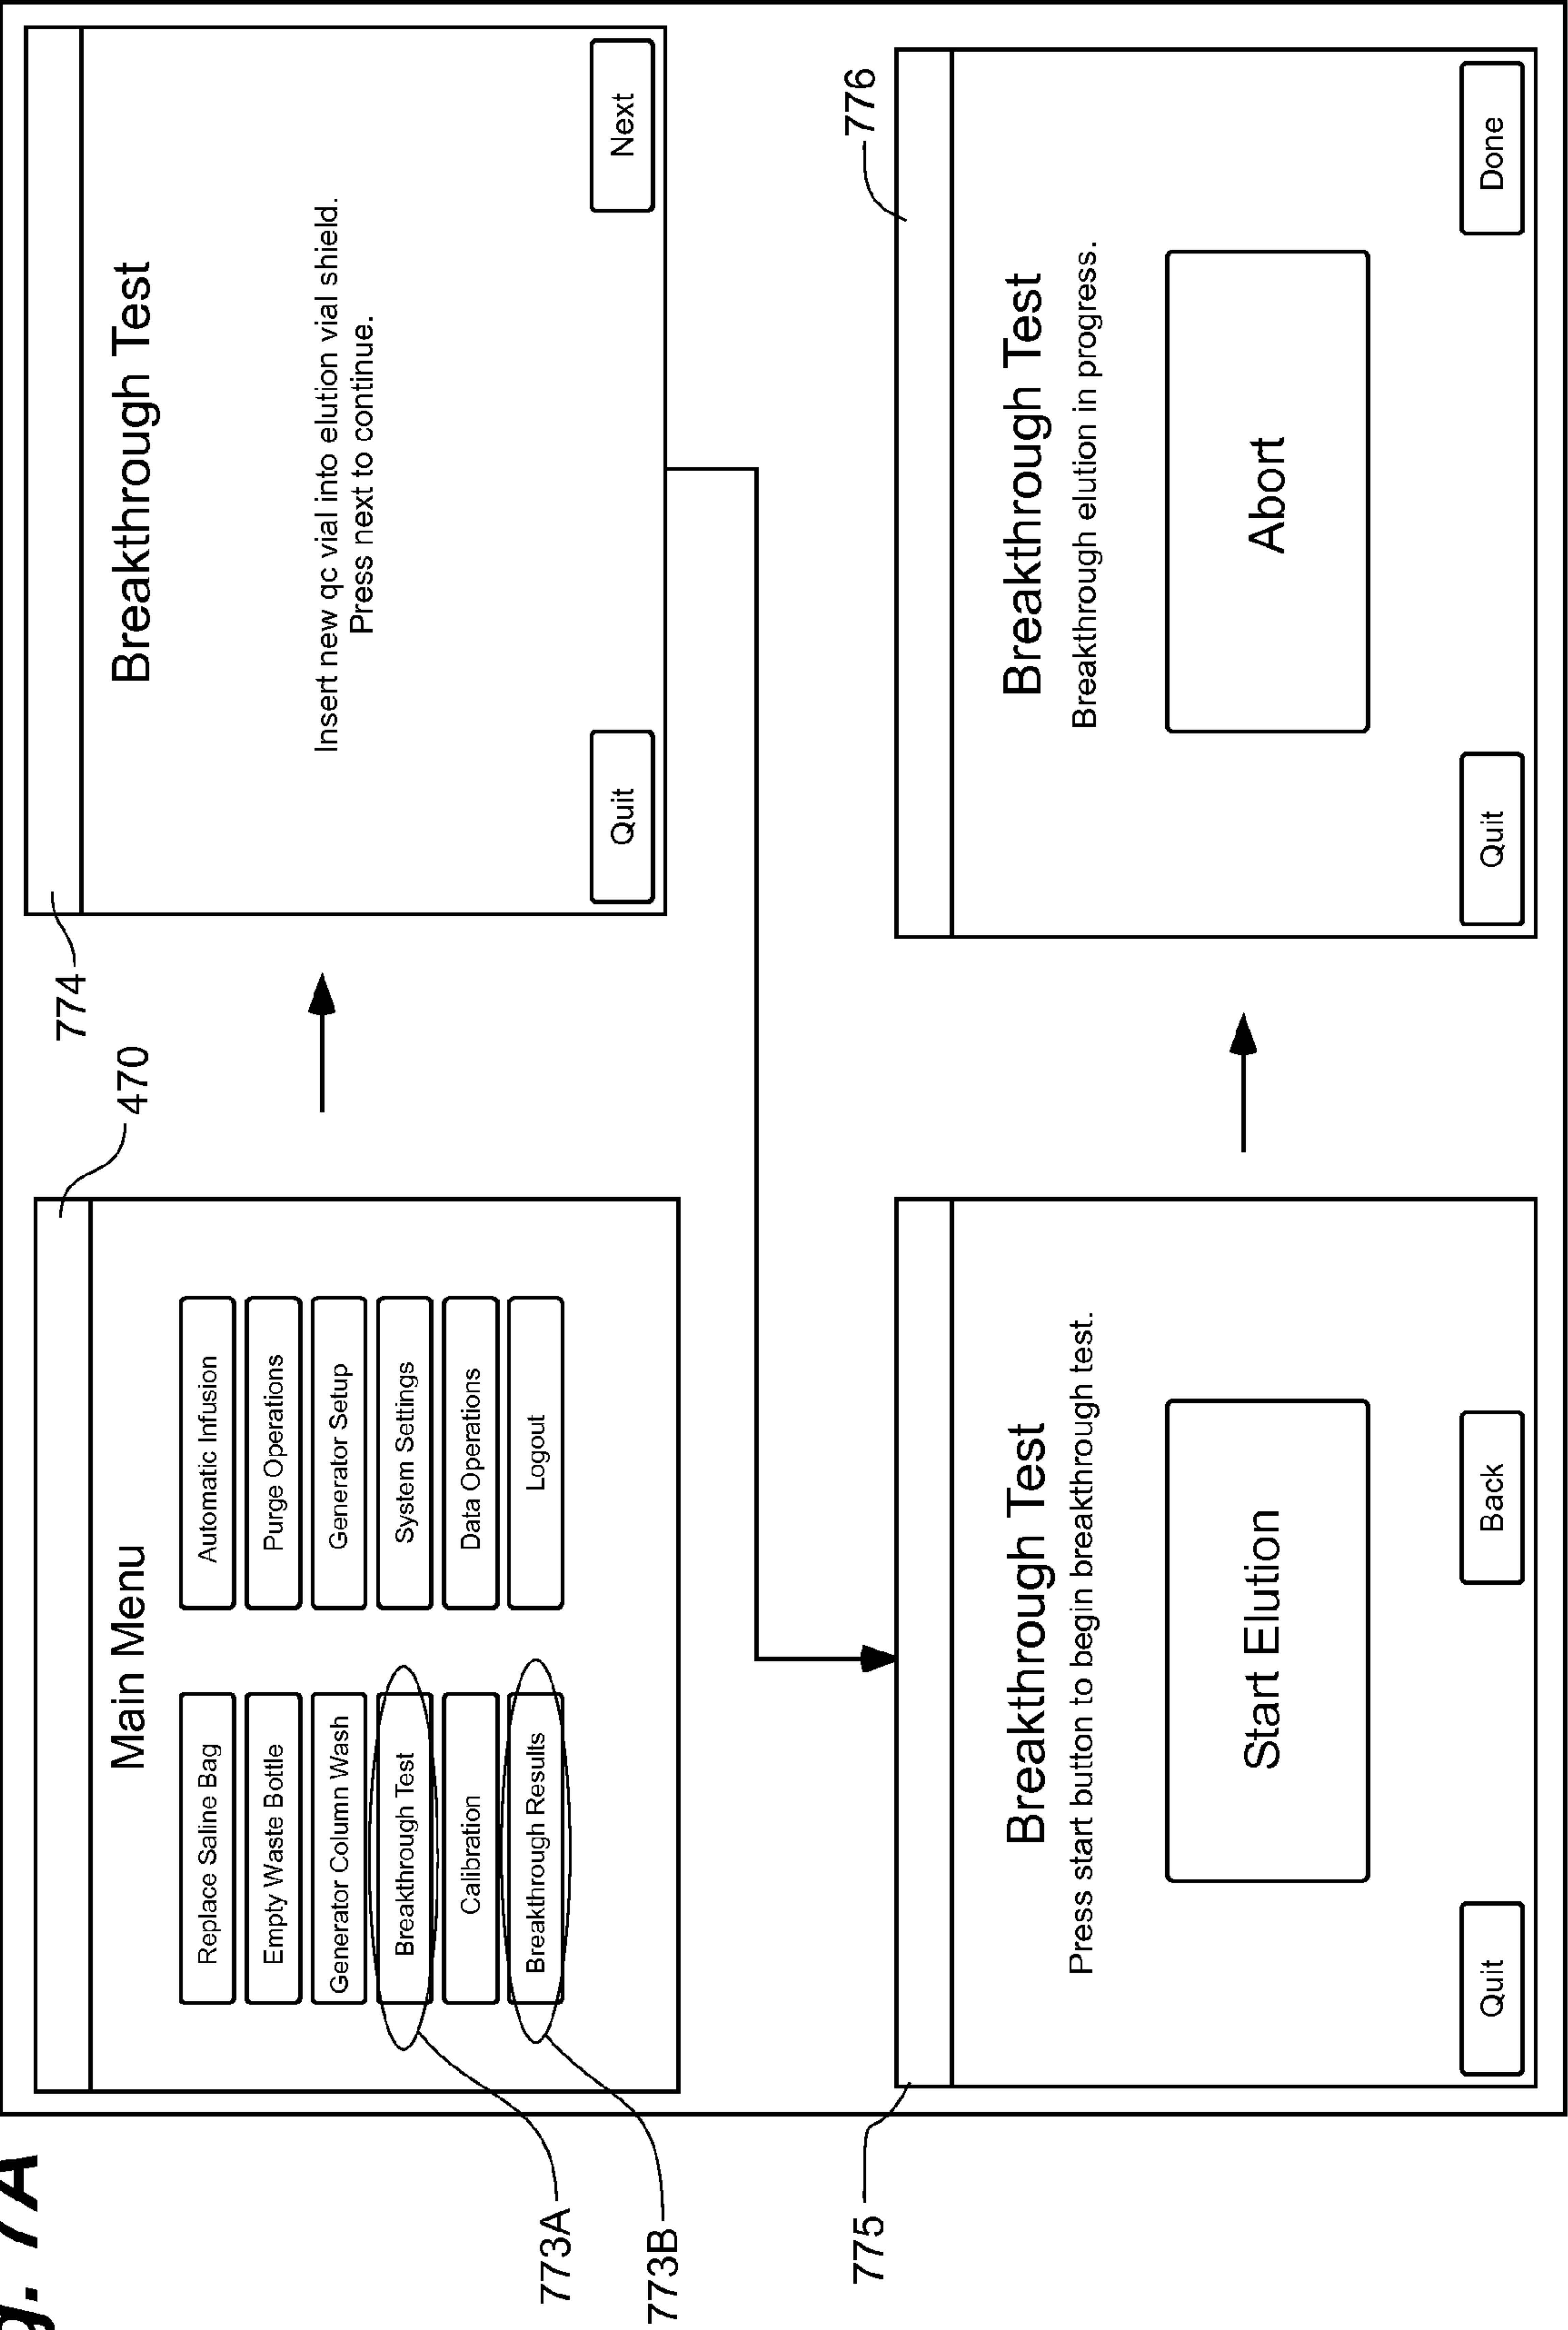 g. 7A
470
Main Menu
Replace Saline Bag
Empty Waste Bottle
Generator Column Wash
Breakthrough Test
Calibration
Breakthrough Results
Automatic Infusion
Purge Operations
Generator Setup
System Settings
Data Operations
Logout
773A
773B
774
Breakthrough Test
Insert new qc vial into elution vial shield.
Press next to continue.
Quit
Next
775
Breakthrough Test
Press start button to begin breakthrough test.
Start Elution
Quit
Back
776
Breakthrough Test
Breakthrough elution in progress.
Abort
Quit
Done